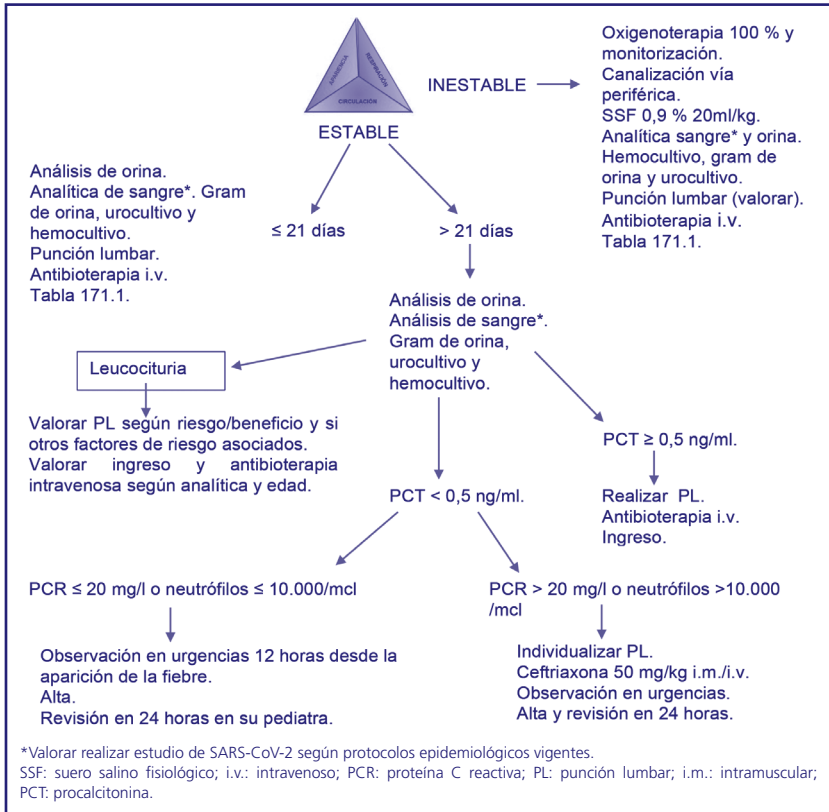 APARIENCIA
RESPIRACIÓN
CIRCULACIÓN
INESTABLE
Oxigenoterapia 100 % y
monitorización.
Canalización vía
periférica.
SSF 0,9 % 20ml/kg.
Analítica sangre* y orina.
Hemocultivo, gram de
orina y urocultivo.
Punción lumbar (valorar).
Antibioterapia i.v.
Tabla 171.1.
ESTABLE
Análisis de orina.
Analítica de sangre*. Gram
de orina, urocultivo y
hemocultivo.
Punción lumbar.
Antibioterapia i.v.
Tabla 171.1.
≤ 21 días
> 21 días
Análisis de orina.
Análisis de sangre*.
Gram de orina,
urocultivo y
hemocultivo.
Leucocituria
Valorar PL según riesgo/beneficio y si
otros factores de riesgo asociados.
Valorar ingreso y antibioterapia
intravenosa según analítica y edad.
PCT ≥ 0,5 ng/ml.
Realizar PL.
Antibioterapia i.v.
Ingreso.
PCT < 0,5 ng/ml.
PCR ≤ 20 mg/l o neutrófilos ≤ 10.000/mcl
Observación en urgencias 12 horas desde la
aparición de la fiebre.
Alta.
Revisión en 24 horas en su pediatra.
PCR > 20 mg/l o neutrófilos >10.000
/mcl
Individualizar PL.
Ceftriaxona 50 mg/kg i.m./i.v.
Observación en urgencias.
Alta y revisión en 24 horas.
*Valorar realizar estudio de SARS-CoV-2 según protocolos epidemiológicos vigentes.
SSF: suero salino fisiológico; i.v.: intravenoso; PCR: proteína C reactiva; PL: punción lumbar; i.m.: intramuscular;
PCT: procalcitonina.